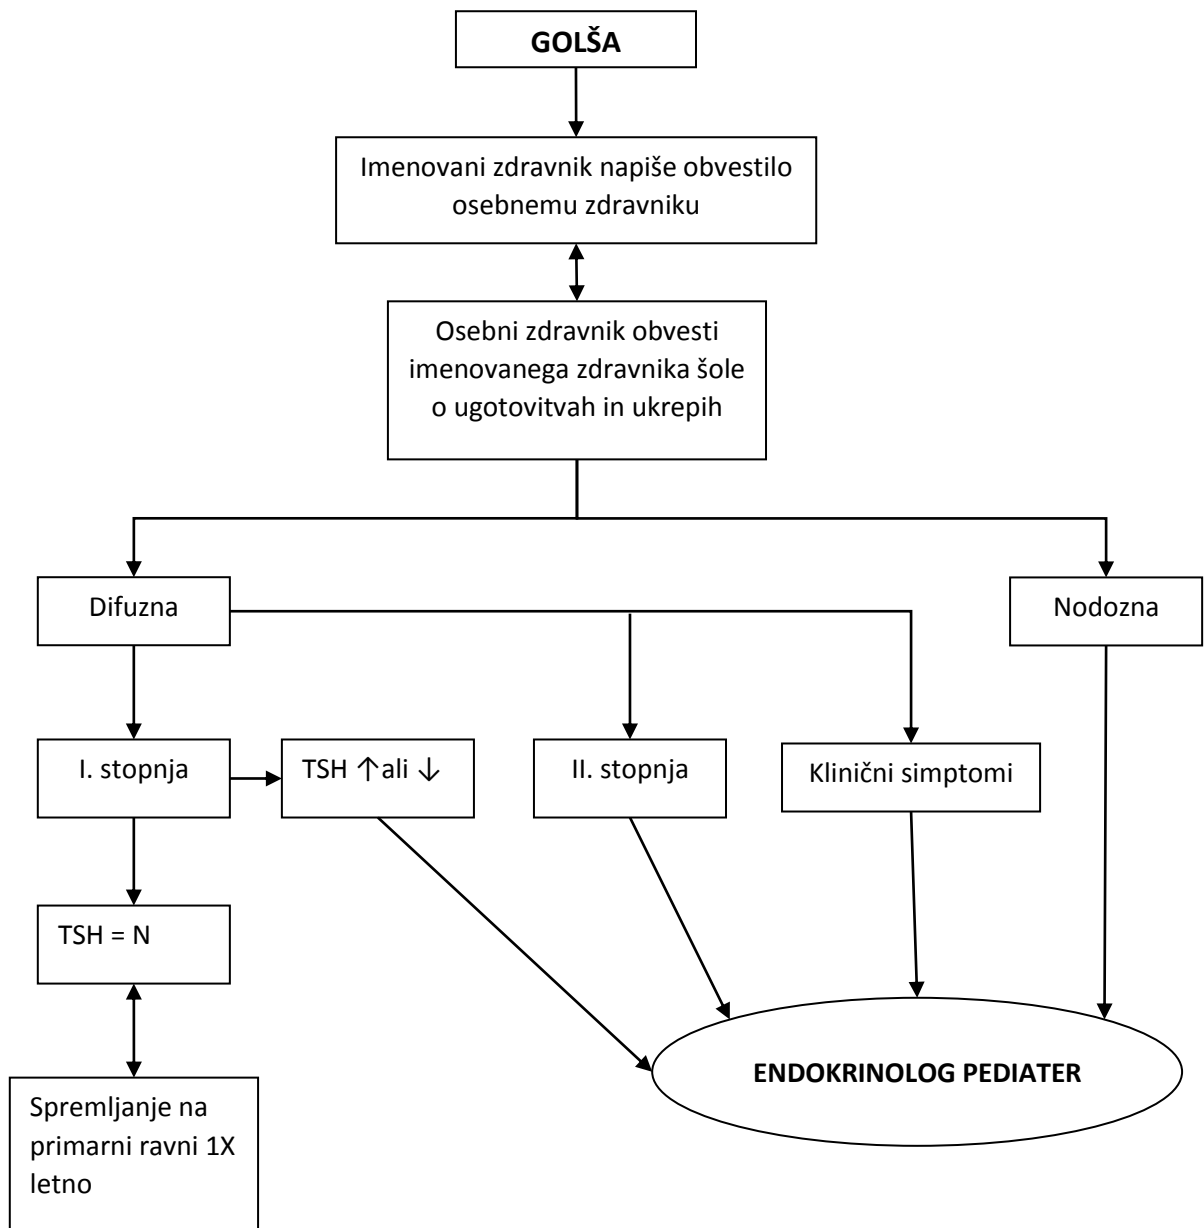 GOLŠA
Imenovani zdravnik napiše obvestilo
osebnemu zdravniku
Osebni zdravnik obvesti
imenovanega zdravnika šole
o ugotovitvah in ukrepih
Difuzna
Nodozna
I. stopnja
TSH ↑ali ↓
II. stopnja
Klinični simptomi
TSH = N
ENDOKRINOLOG PEDIATER
Spremljanje na
primarni ravni 1X
letno